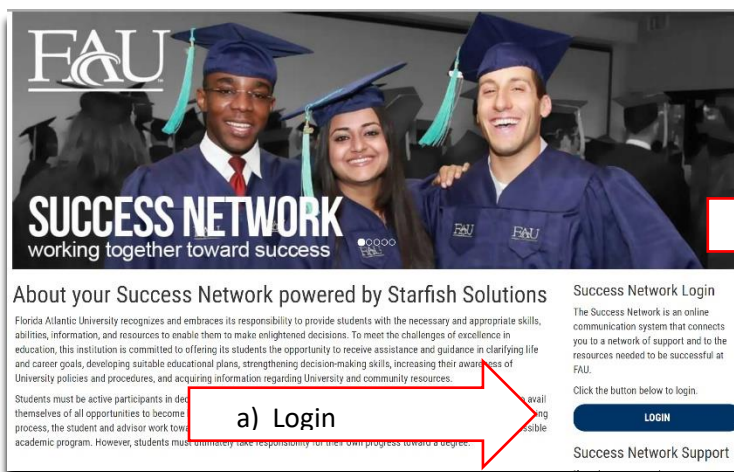 FAU
SUCCESS NETWORK
working together toward success
FAU
FAU
FAU
About your Success Network powered by Starfish Solutions
Florida Atlantic University recognizes and embraces its responsibility to provide students with the necessary and appropriate skills,
abilities, information, and resources to enable them to make enlightened decisions. To meet the challenges of excellence in
education, this institution is committed to offering its students the opportunity to receive assistance and guidance in clarifying life
and career goals, developing suitable educational plans, strengthening decision-making skills, increasing their awareness of
University policies and procedures, and acquiring information regarding University and community resources.
Students must be active participants in avail
themselves of all opportunities to become
process, the student and advisor work
academic program. However, students must ultimately take responsibility for their own progress toward a degree.
a) Login
Success Network Login
The Success Network is an online
communication system that connects
you to a network of support and to the
resources needed to be successful at
FAU.
Click the button below to login.
LOGIN
Success Network Support